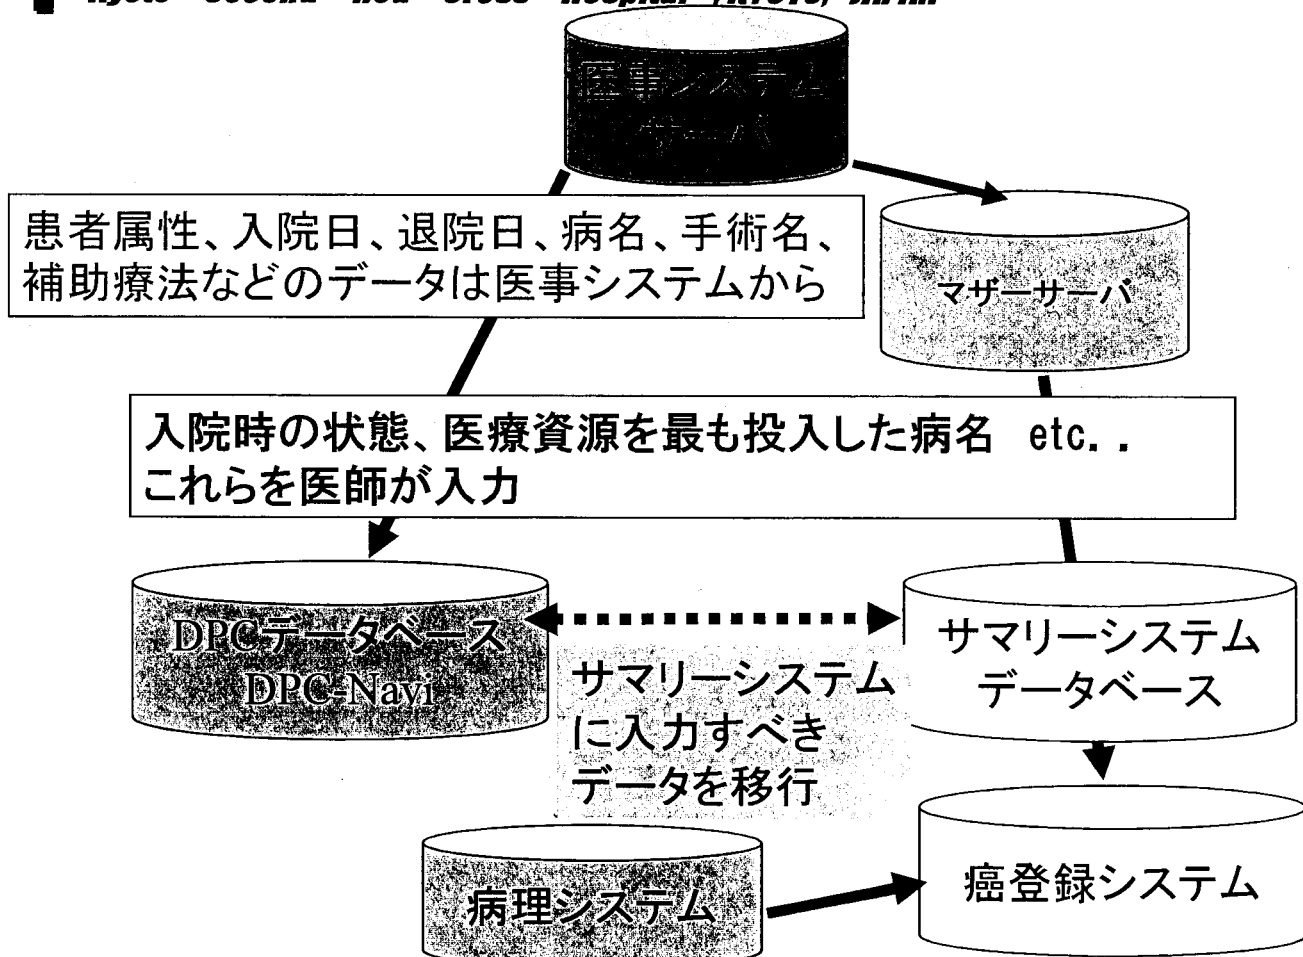 Second Red Cross Hospital
医事システム
サーバ
患者属性、入院日、退院日、病名、手術名、
補助療法などのデータは医事システムから
マザーサーバ
入院時の状態、医療資源を最も投入した病名 etc. .
これらを医師が入力
DPCデータベース
DPC-Navi
サマリーシステム
に入力すべき
データを移行
サマリーシステム
データベース
病理システム
癌登録システム